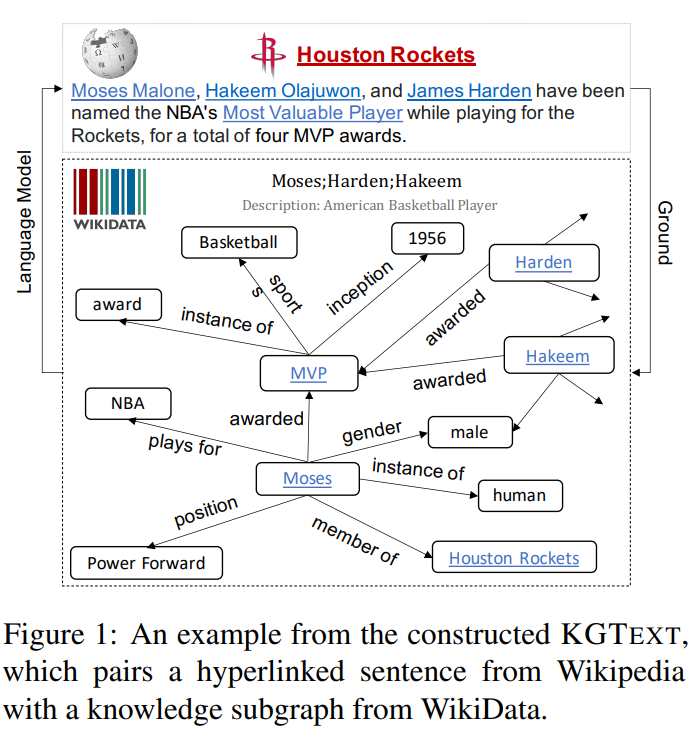 Houston Rockets
Moses Malone, Hakeem Olajuwon, and James Harden have been
named the NBA's Most Valuable Player while playing for the
Rockets, for a total of four MVP awards.
Language Model
Ground
WIKIDATA
Moses;Harden;Hakeem
Description: American Basketball Player
Basketball
1956
Harden
sport
s
inception
award
instance of
awarded
MVP
Hakeem
awarded
NBA
awarded
plays for
gender
male
Moses
instance of
human
position
member of
Power Forward
Houston Rockets
Figure 1: An example from the constructed KGTEXT,
which pairs a hyperlinked sentence from Wikipedia
with a knowledge subgraph from WikiData.